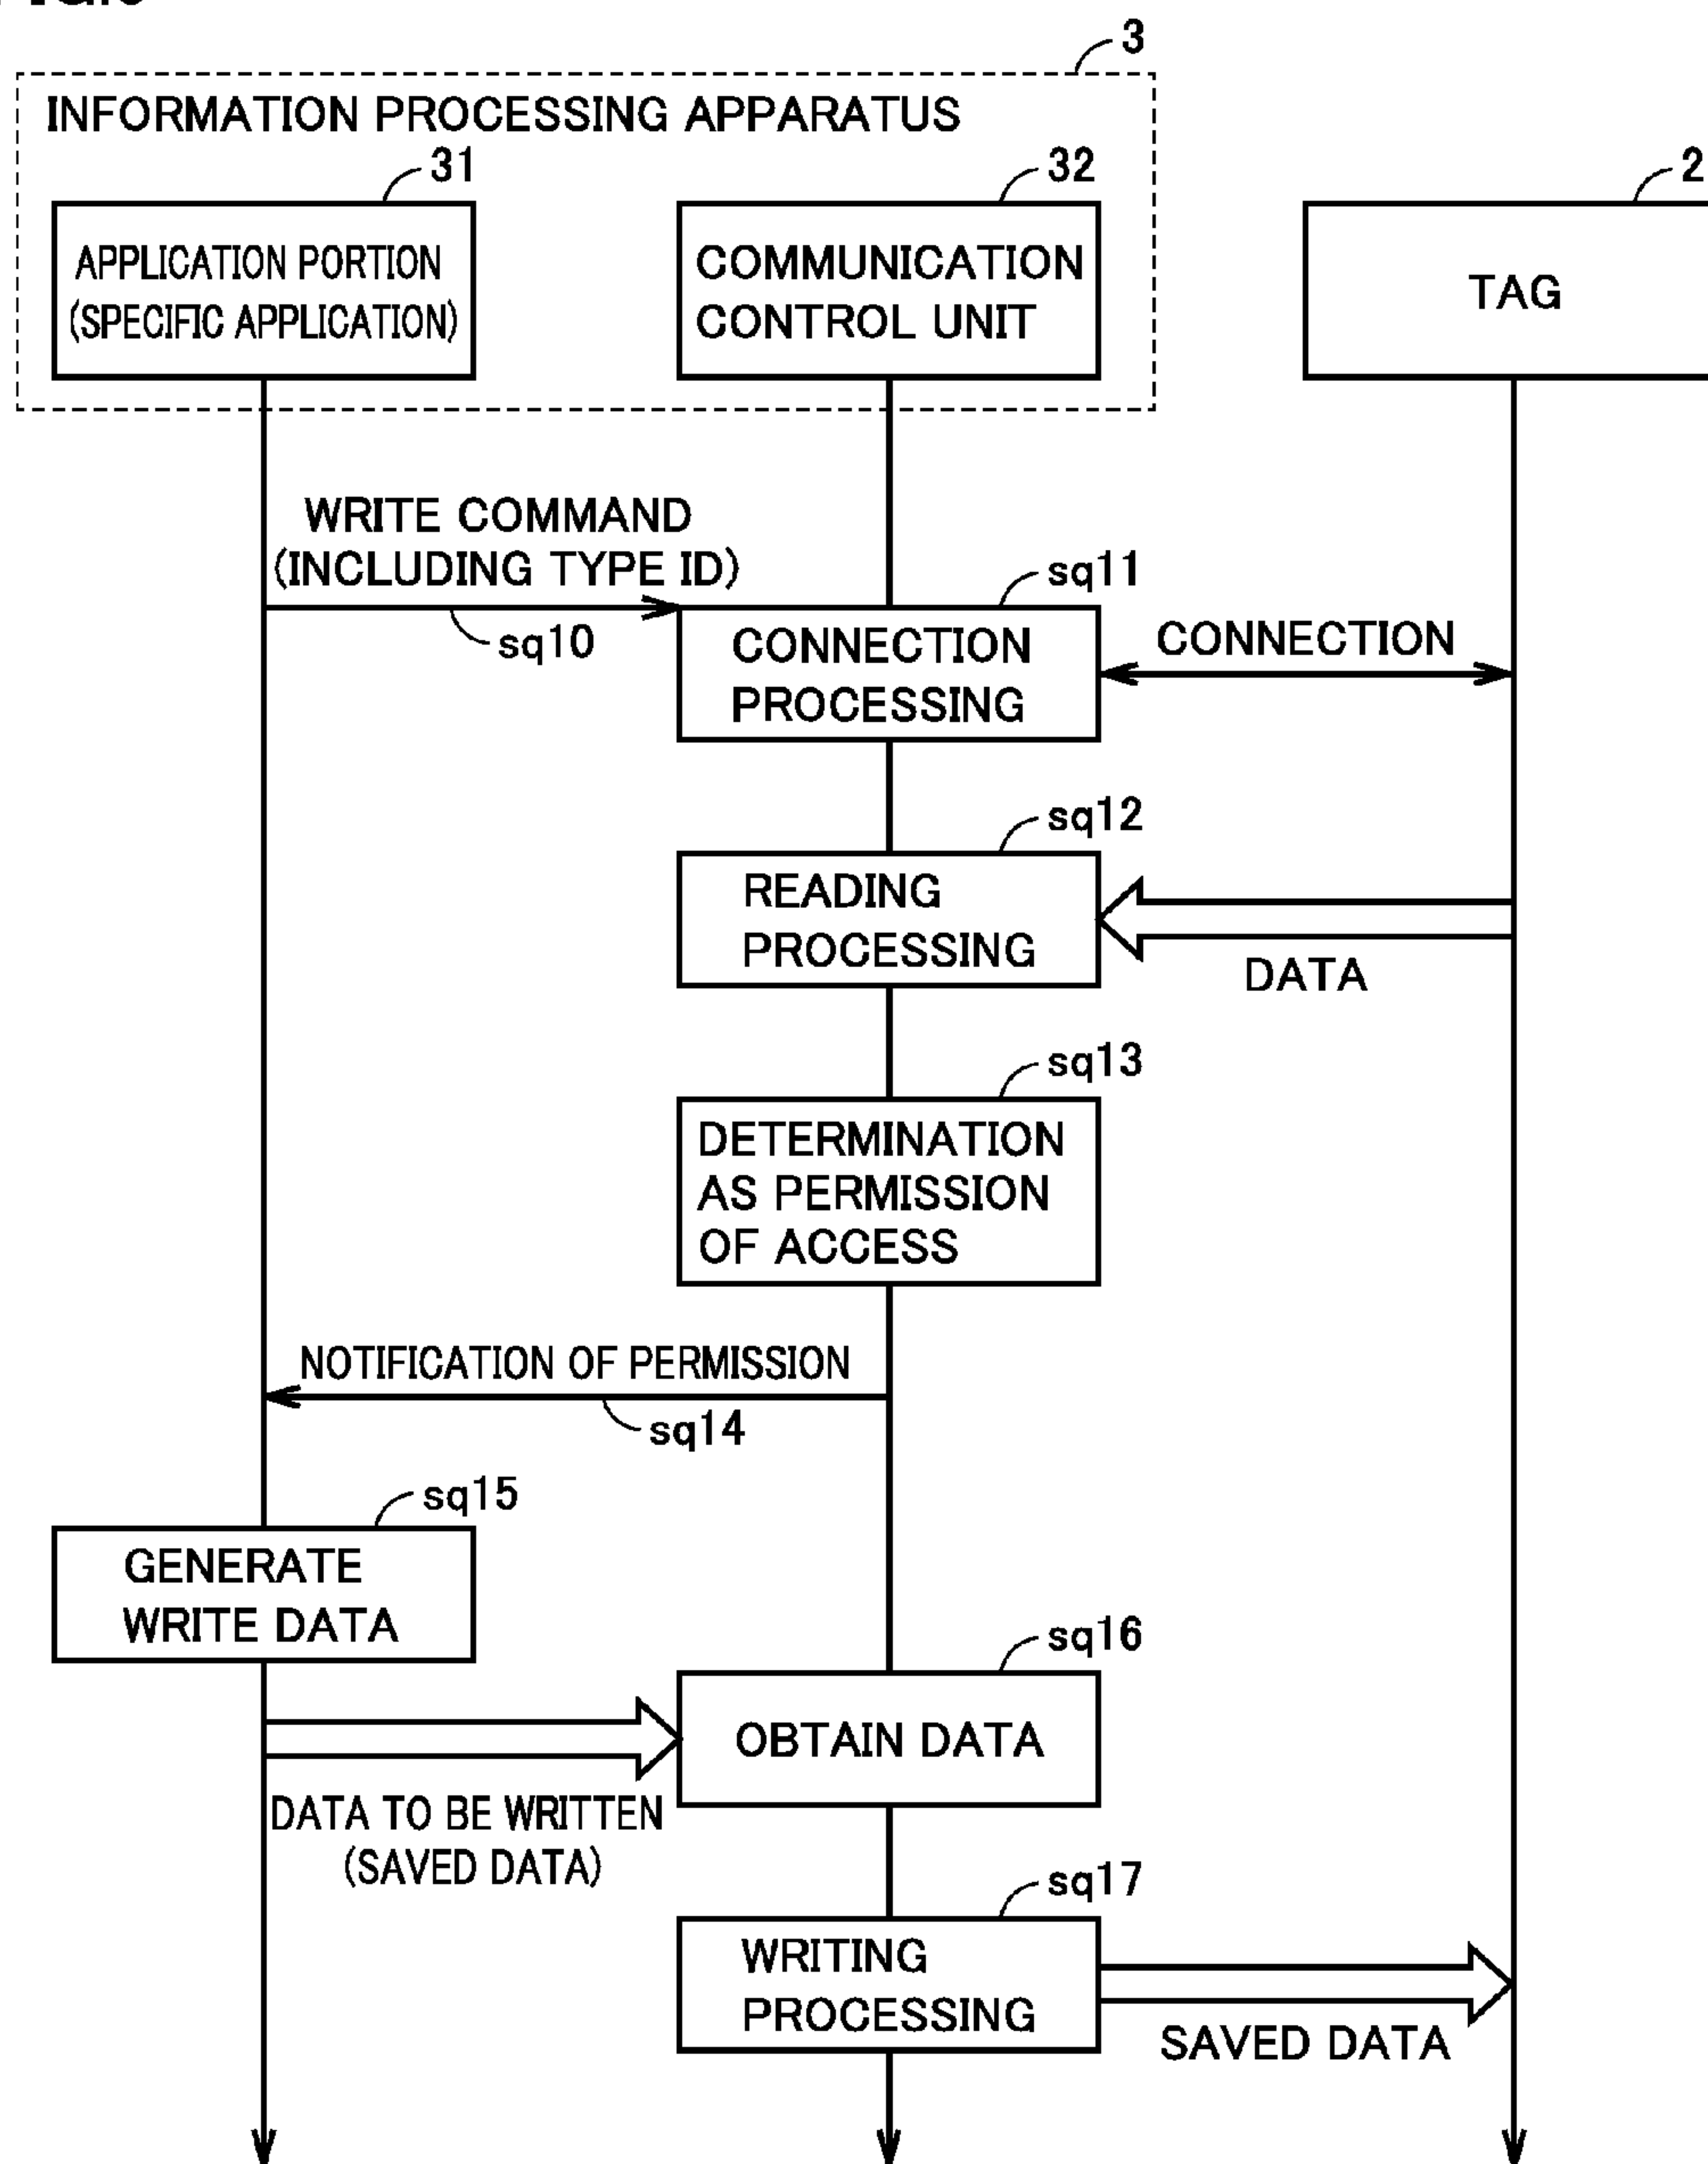 3
INFORMATION PROCESSING APPARATUS
31
32
2
APPLICATION PORTION
(SPECIFIC APPLICATION)
COMMUNICATION
CONTROL UNIT
TAG
WRITE COMMAND
(INCLUDING TYPE ID)
sq10
sq11
CONNECTION
PROCESSING
CONNECTION
sq12
READING
PROCESSING
DATA
sq13
DETERMINATION
AS PERMISSION
OF ACCESS
NOTIFICATION OF PERMISSION
sq14
sq15
GENERATE
WRITE DATA
sq16
OBTAIN DATA
DATA TO BE WRITTEN
(SAVED DATA)
sq17
WRITING
PROCESSING
SAVED DATA